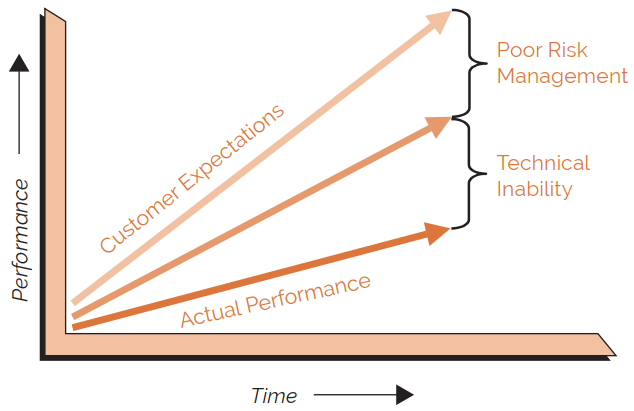 Poor Risk
Management
Customer Expectations
Technical
Inability
Performance
Actual Performance
Time